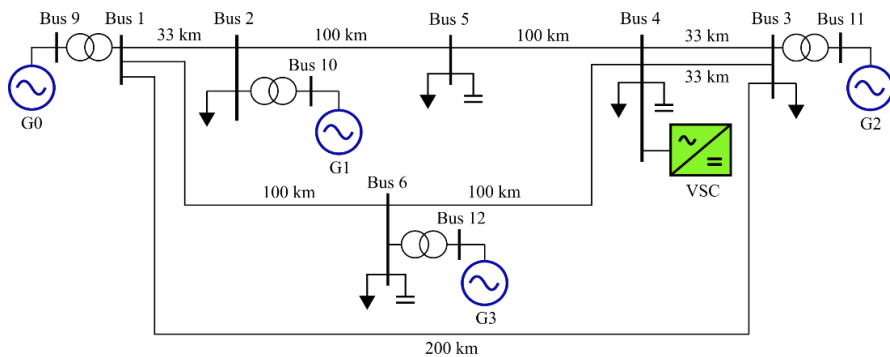 Bus 9
Bus 1
33 km
Bus 2
100 km
Bus 5
100 km
Bus 4
33 km
Bus 3
Bus 11
33 km
Bus 10
G0
G1
G2
VSC
100 km
Bus 6
100 km
Bus 12
G3
200 km